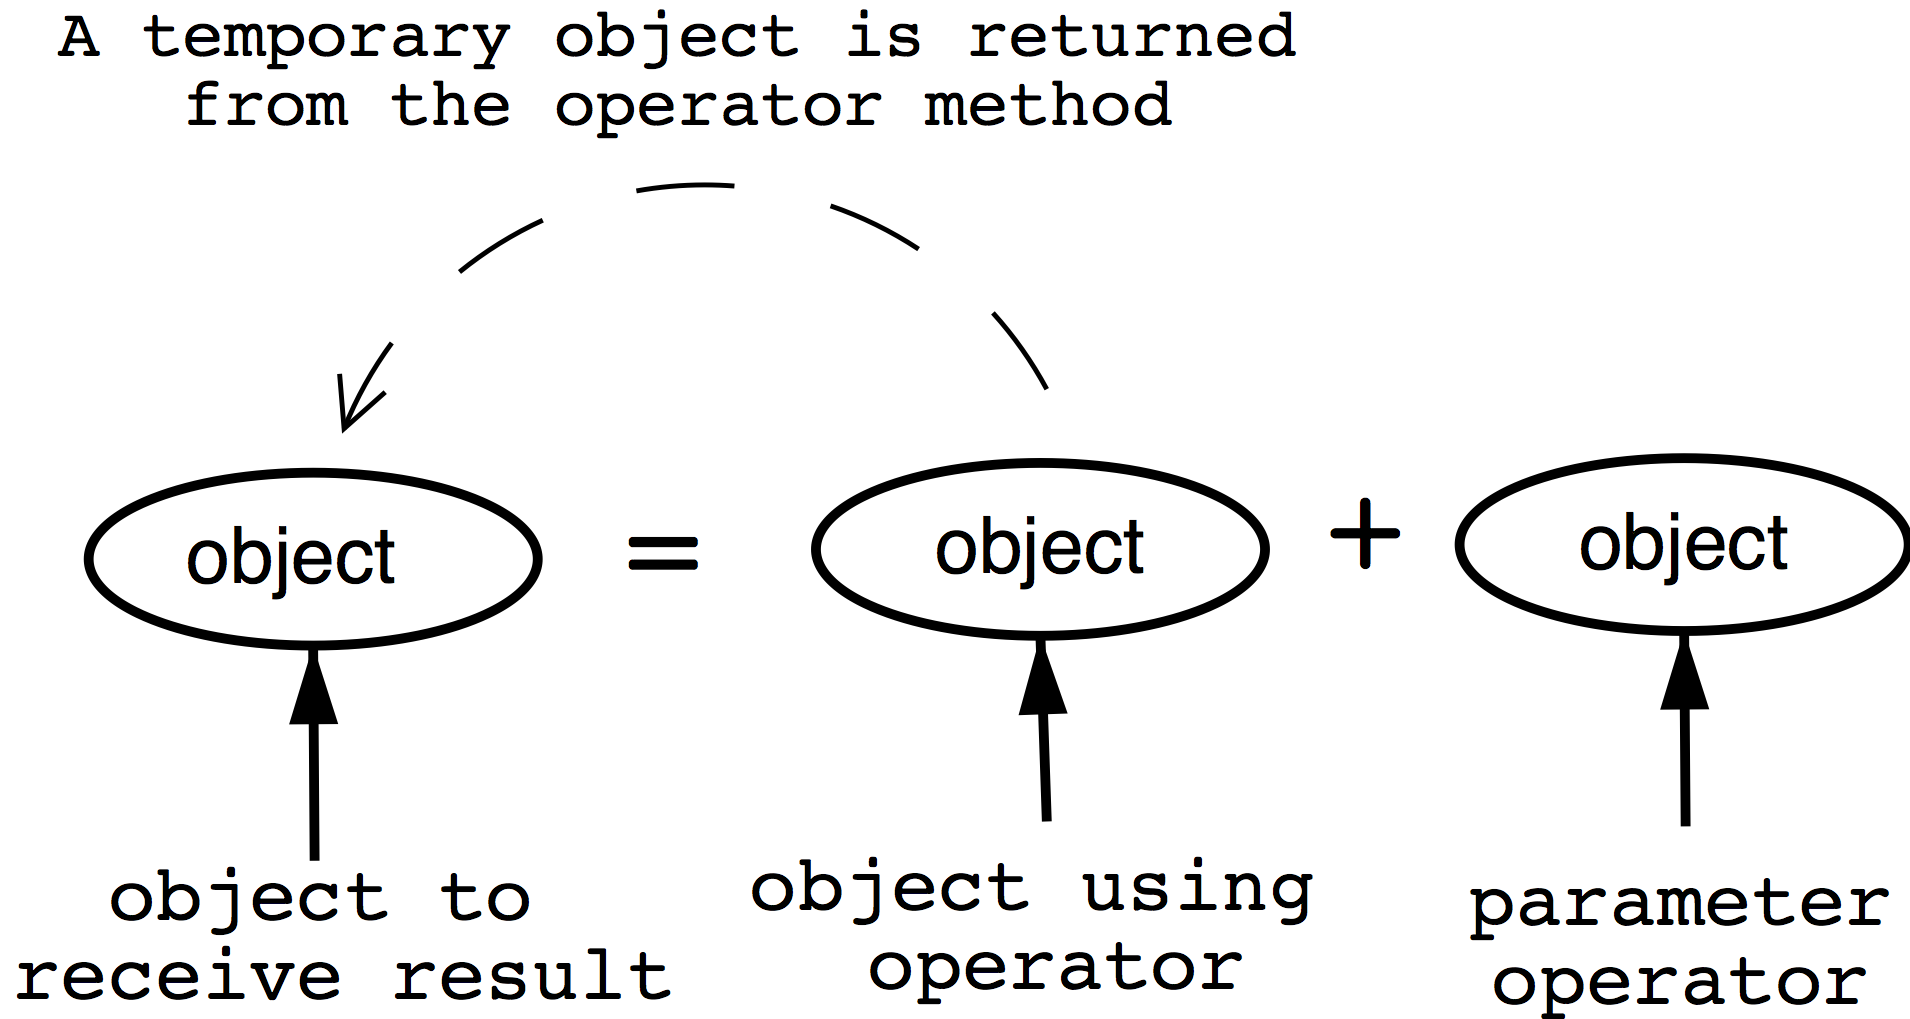 A temporary object is returned
from the operator method
object = object + object
object to
receive result
object using
operator
parameter
operator